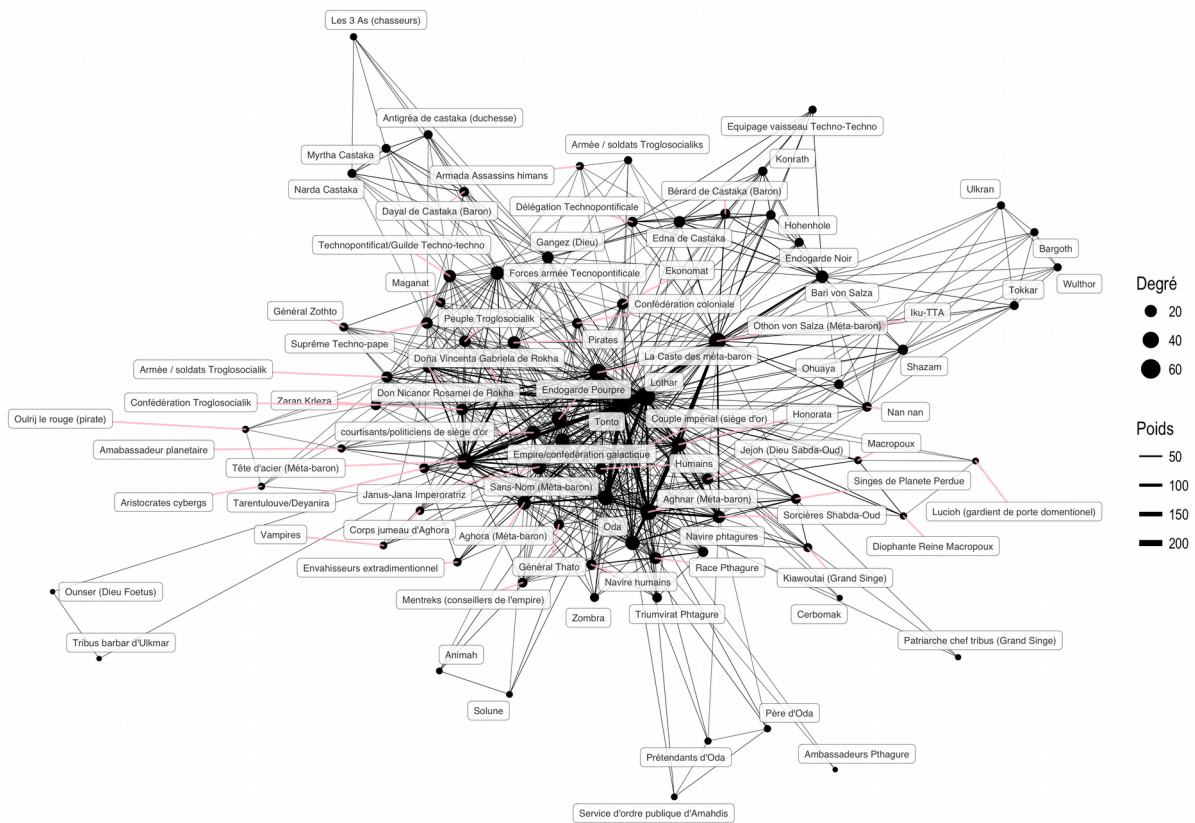 Les 3 As (chasseurs)
Antigréa de castaka (duchesse)
Equipage vaisseau Techno-Techno
Armée / soldats Troglosocialiks
Myrtha Castaka
Konrath
Armada Assassins himans
Narda Castaka
Bérard de Castaka (Baron)
Ulkran
Délégation Technopontificale
Dayal de Castaka (Baron)
Hohenhole
Technopontificat/Guilde Techno-techno
Gangez (Dieu)
Edna de Castaka
Bargoth
Endogarde Noir
Forces armée Tecnopontificale
Ekonomat
Maganat
Wulthor
Bari von Salza
Tokkar
Confédération coloniale
Général Zothto
Peuple Troglosocialik
Iku-TTA
Othon von Salza (Méta-baron)
Suprême Techno-pape
Pirates
Doña Vincenta Gabriela de Rokha
La Caste des méta-baron
Shazam
Armée / soldats Troglosocialik
Ohuaya
Lothar
Endogarde Pourpre
Don Nicanor Rosamel de Rokha
Zaran Krleza
Confédération Troglosocialik
Nan nan
Honorata
Couple impérial (siège d'or)
Oulrij le rouge (pirate)
Tonto
courtisants/politiciens de siège d'or
Macropoux
Amabassadeur planetaire
Jejoh (Dieu Sabda-Oud)
Empire/confédération galactique
Humains
Tête d'acier (Méta-baron)
Singes de Planete Perdue
Sans-Nom (Méta-baron)
Janus-Jana Imperoratriz
Aghnar (Méta-baron)
Aristocrates cybergs
Tarentulouve/Deyanira
Lucioh (gardient de porte domentionel)
Sorcières Shabda-Oud
Oda
Corps jumeau d'Aghora
Vampires
Aghora (Méta-baron)
Navire phtagures
Diophante Reine Macropoux
Général Thato
Envahisseurs extradimentionnel
Race Pthagure
Kiawoutai (Grand Singe)
Navire humains
Ounser (Dieu Foetus)
Mentreks (conseillers de l'empire)
Zombra
Triumvirat Phtagure
Cerbomak
Tribus barbar d'Ulkmar
Patriarche chef tribus (Grand Singe)
Animah
Solune
Père d'Oda
Prétendants d'Oda
Ambassadeurs Pthagure
Service d'ordre publique d'Amahdis
Degré
20
40
60
Poids
50
100
150
200